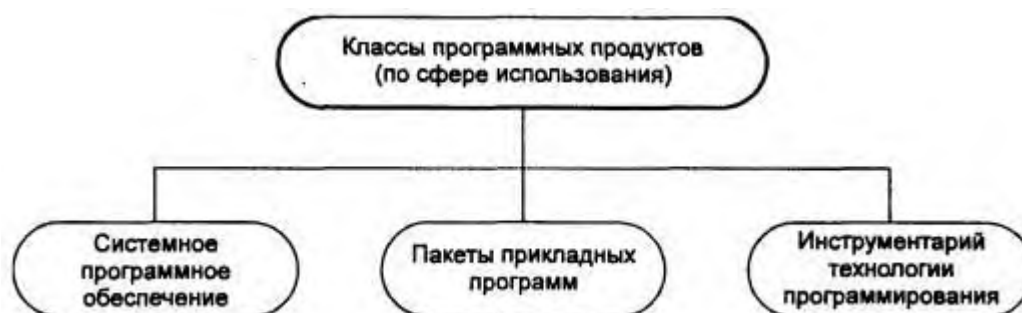 Классы программных продуктов
(по сфере использования)
Системное
программное
обеспечение
Пакеты прикладных
программ
Инструментарий
технологии
программирования